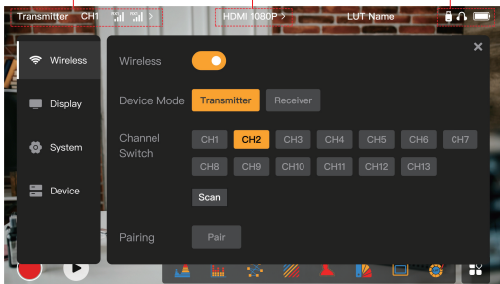 Transmitter CH1 HDMI 1080P > LUT Name
Wireless
Display
System
Device
Wireless
Device Mode Transmitter Receiver
Channel Switch CH1 CH2 CH3 CH4 CH5 CH6 CH7
CH8 CH9 CH10 CH11 CH12 CH13
Scan
Pairing Pair